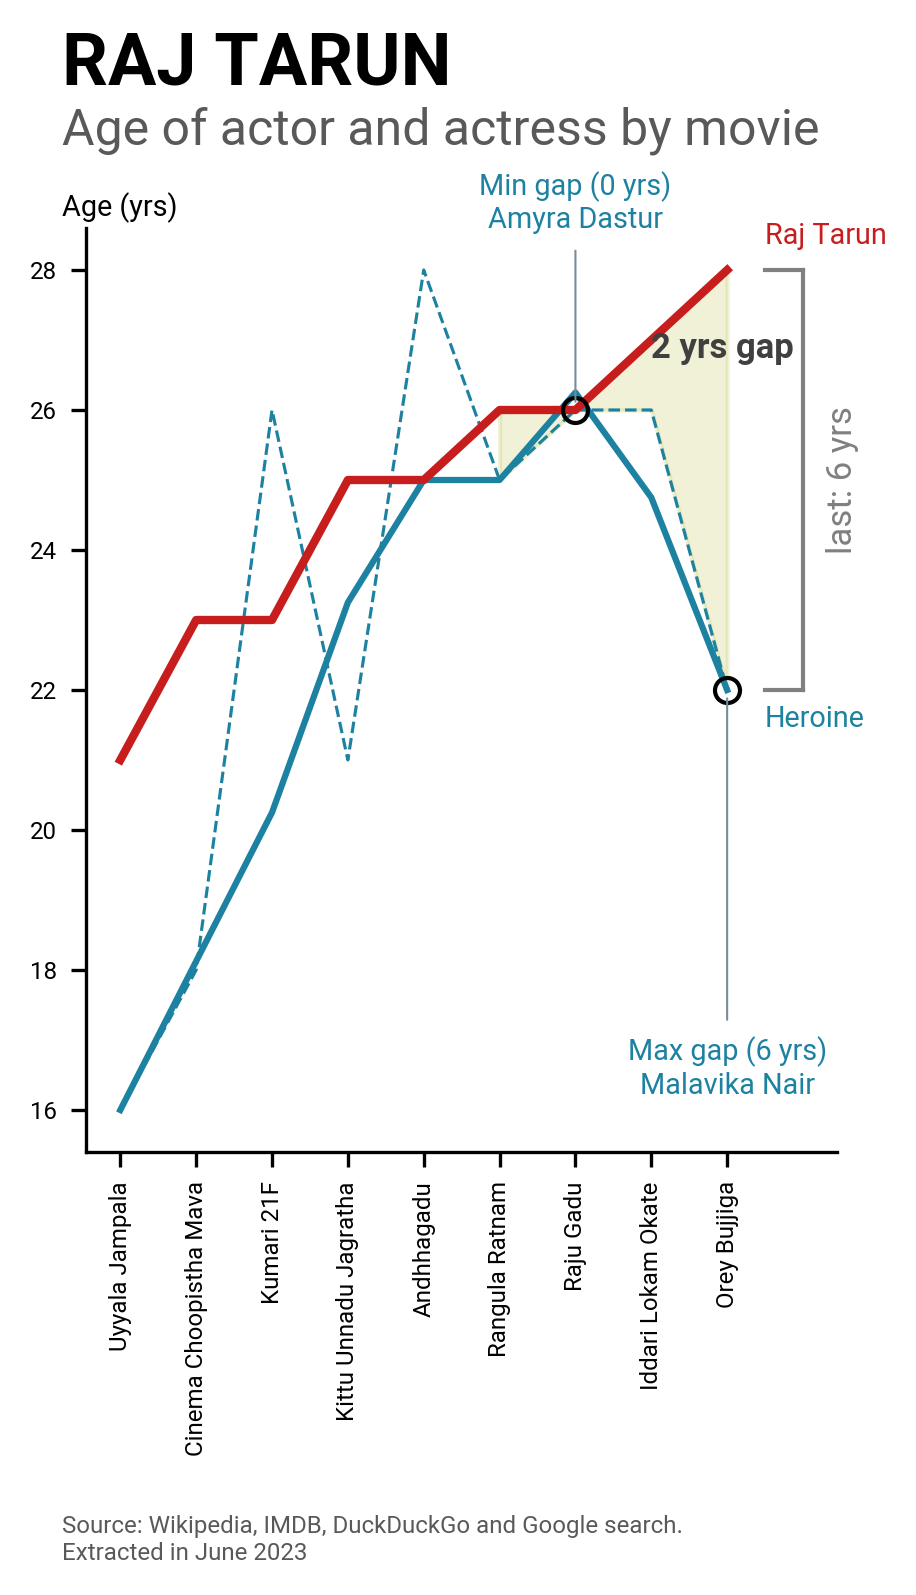 RAJ TARUN
Age of actor and actress by movie
Min gap (0 yrs)
Amyra Dastur
Age (yrs)
Raj Tarun
28
2 yrs gap
26
last: 6 yrs
24
22
Heroine
20
18
Max gap (6 yrs)
Malavika Nair
16
Uyyala Jampala
Cinema Choopistha Mava
Kumari 21F
Kittu Unnadu Jagratha
Andhhagadu
Rangula Ratnam
Raju Gadu
Iddari Lokam Okate
Orey Bujjiga
Source: Wikipedia, IMDB, DuckDuckGo and Google search.
Extracted in June 2023